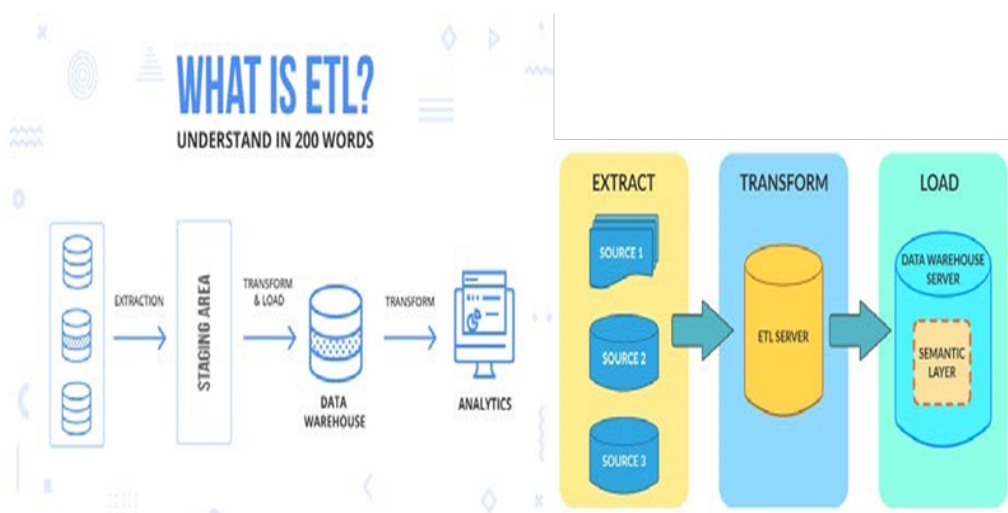 WHAT IS ETL?
UNDERSTAND IN 200 WORDS
EXTRACTION
STAGING AREA
TRANSFORM
& LOAD
DATA
WAREHOUSE
TRANSFORM
ANALYTICS
EXTRACT
SOURCE 1
SOURCE 2
SOURCE 3
TRANSFORM
ETL SERVER
LOAD
DATA WAREHOUSE
SERVER
SEMANTIC
LAYER